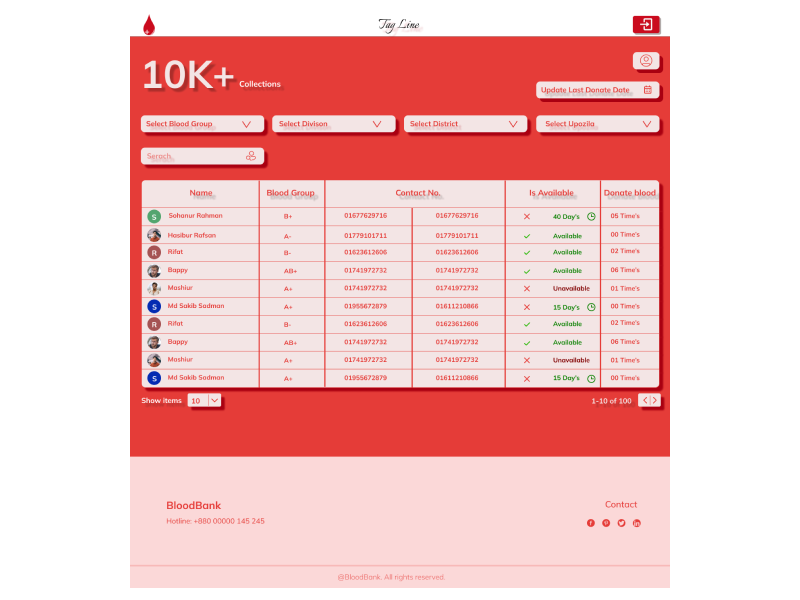 Tag Line
10K+ Collections
Update Last Donate Date
Select Blood Group Select Divison Select District Select Upozila
Serach
Name Blood Group Contact No. Is Available Donate blood
S Sohanur Rahman B+ 01677629716 01677629716 40 Day's 05 Time's
Hasibur Rafsan A- 01779101711 01779101711 Available 00 Time's
R Rifat B- 01623612606 01623612606 Available 02 Time's
Bappy AB+ 01741972732 01741972732 Available 06 Time's
Mashiur A+ 01741972732 01741972732 Unavailable 01 Time's
S Md Sakib Sadman A+ 01955672879 01611210866 15 Day's 00 Time's
R Rifat B- 01623612606 01623612606 Available 02 Time's
Bappy AB+ 01741972732 01741972732 Available 06 Time's
Mashiur A+ 01741972732 01741972732 Unavailable 01 Time's
S Md Sakib Sadman A+ 01955672879 01611210866 15 Day's 00 Time's
Show items 10 1-10 of 100
BloodBank Contact
Hotline: +880 00000 145 245
@BloodBank. All rights reserved.